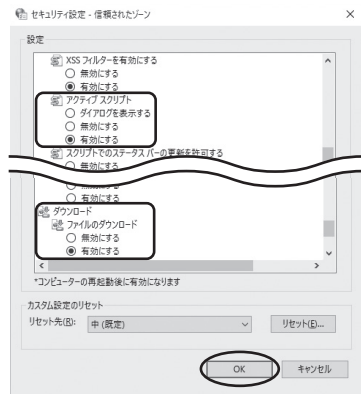 セキュリティ設定 - 信頼されたゾーン
設定
XSS フィルターを有効にする
無効にする
有効にする
アクティブ スクリプト
ダイアログを表示する
無効にする
有効にする
スクリプトでのステータス バーの更新を許可する
無効にする
有効にする
ダウンロード
ファイルのダウンロード
無効にする
有効にする
*コンピューターの再起動後に有効になります
カスタム設定のリセット
リセット先(R): 中 (既定) リセット(E)...
OK キャンセル